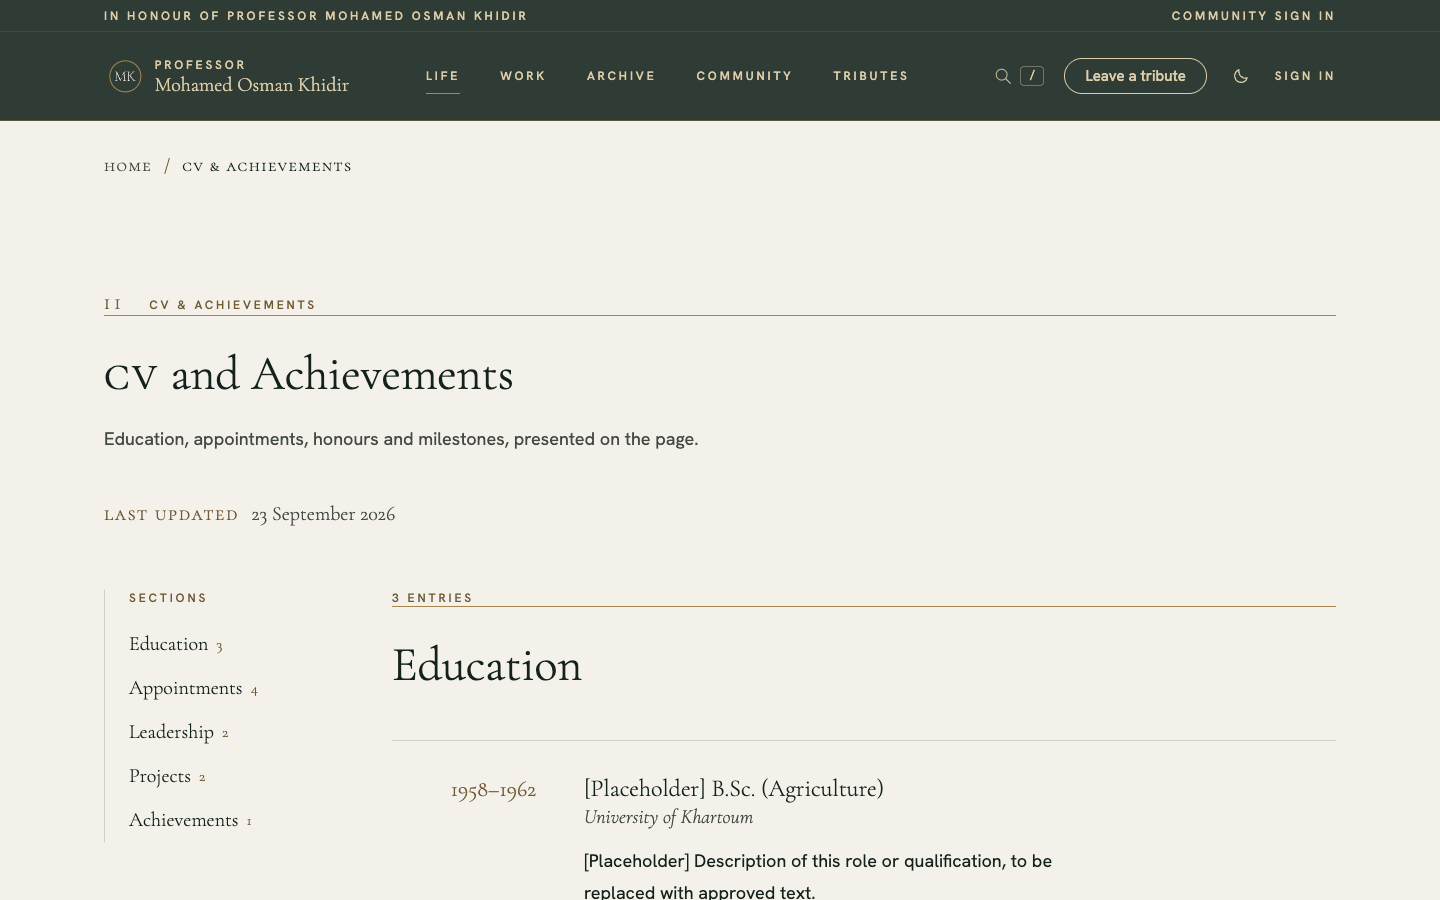 IN HONOUR OF PROFESSOR MOHAMED OSMAN KHIDIR
COMMUNITY SIGN IN
MK
PROFESSOR
Mohamed Osman Khidir
LIFE
WORK
ARCHIVE
COMMUNITY
TRIBUTES
/
Leave a tribute
SIGN IN
HOME / CV & ACHIEVEMENTS
II CV & ACHIEVEMENTS
CV and Achievements
Education, appointments, honours and milestones, presented on the page.
LAST UPDATED 23 September 2026
SECTIONS
Education 3
Appointments 4
Leadership 2
Projects 2
Achievements 1
3 ENTRIES
Education
1958–1962
[Placeholder] B.Sc. (Agriculture)
University of Khartoum
[Placeholder] Description of this role or qualification, to be
replaced with approved text.